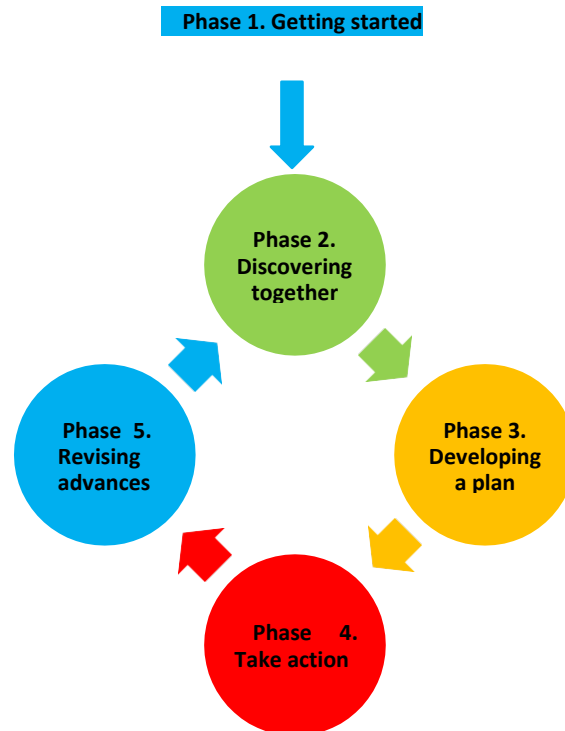 Phase 1. Getting started
Phase 2.
Discovering
together
Phase 3.
Developing
a plan
Phase 4.
Take action
Phase 5.
Revising
advances